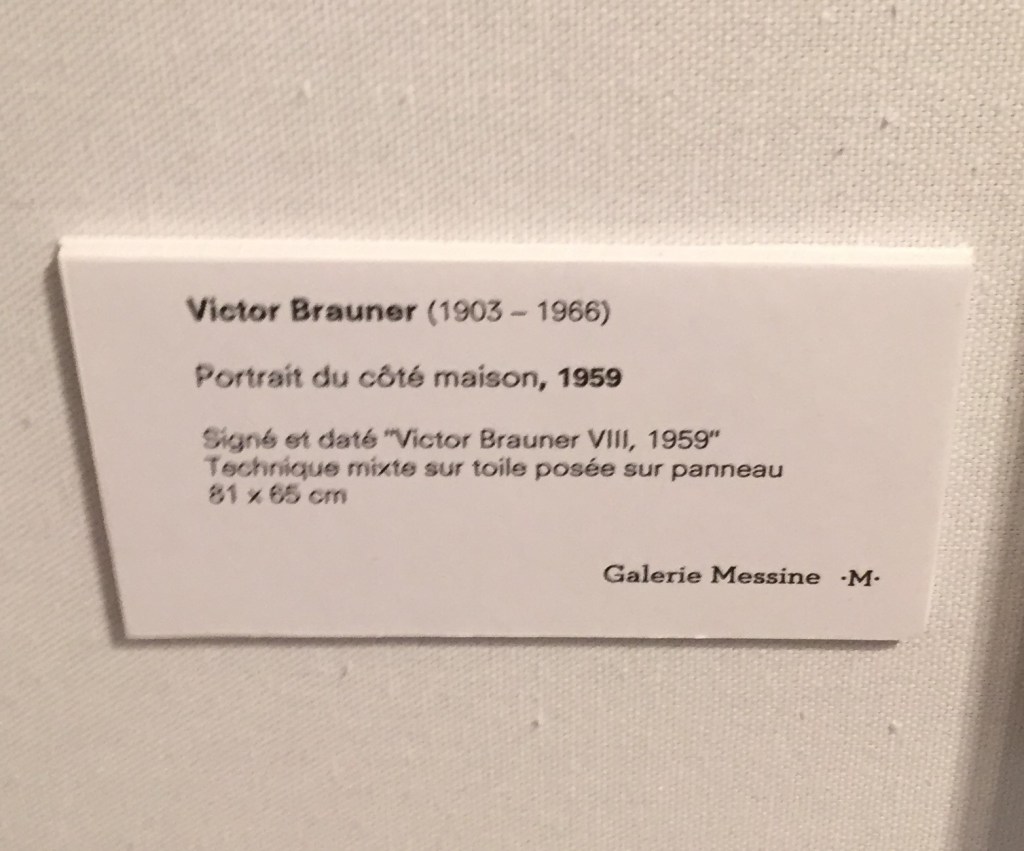 Victor Brauner (1903 – 1966)
Portrait du côté maison, 1959
Signé et daté "Victor Brauner VIII, 1959"
Technique mixte sur toile posée sur panneau
81 x 65 cm
Galerie Messine ·M·